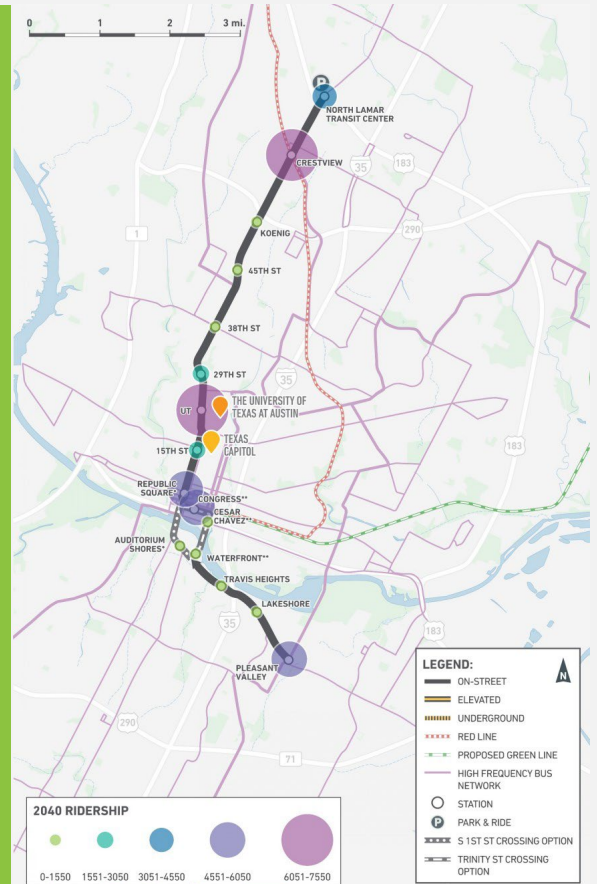 0 1 2 3 mi.
P
NORTH LAMAR
TRANSIT CENTER
CRESTVIEW
35
183
1
KOENIG
290
45TH ST
38TH ST
29TH ST
35
UT
THE UNIVERSITY OF
TEXAS AT AUSTIN
TEXAS
CAPITOL
15TH ST
183
REPUBLIC
SQUARE*
CONGRESS**
CESAR
CHAVEZ**
AUDITORIUM
SHORES*
WATERFRONT**
TRAVIS HEIGHTS
LAKESHORE
35
183
PLEASANT
VALLEY
290
71
LEGEND:
N
ON-STREET
ELEVATED
UNDERGROUND
RED LINE
PROPOSED GREEN LINE
HIGH FREQUENCY BUS
NETWORK
STATION
P PARK & RIDE
S 1ST ST CROSSING OPTION
TRINITY ST CROSSING
OPTION
2040 RIDERSHIP
0-1550 1551-3050 3051-4550 4551-6050 6051-7550